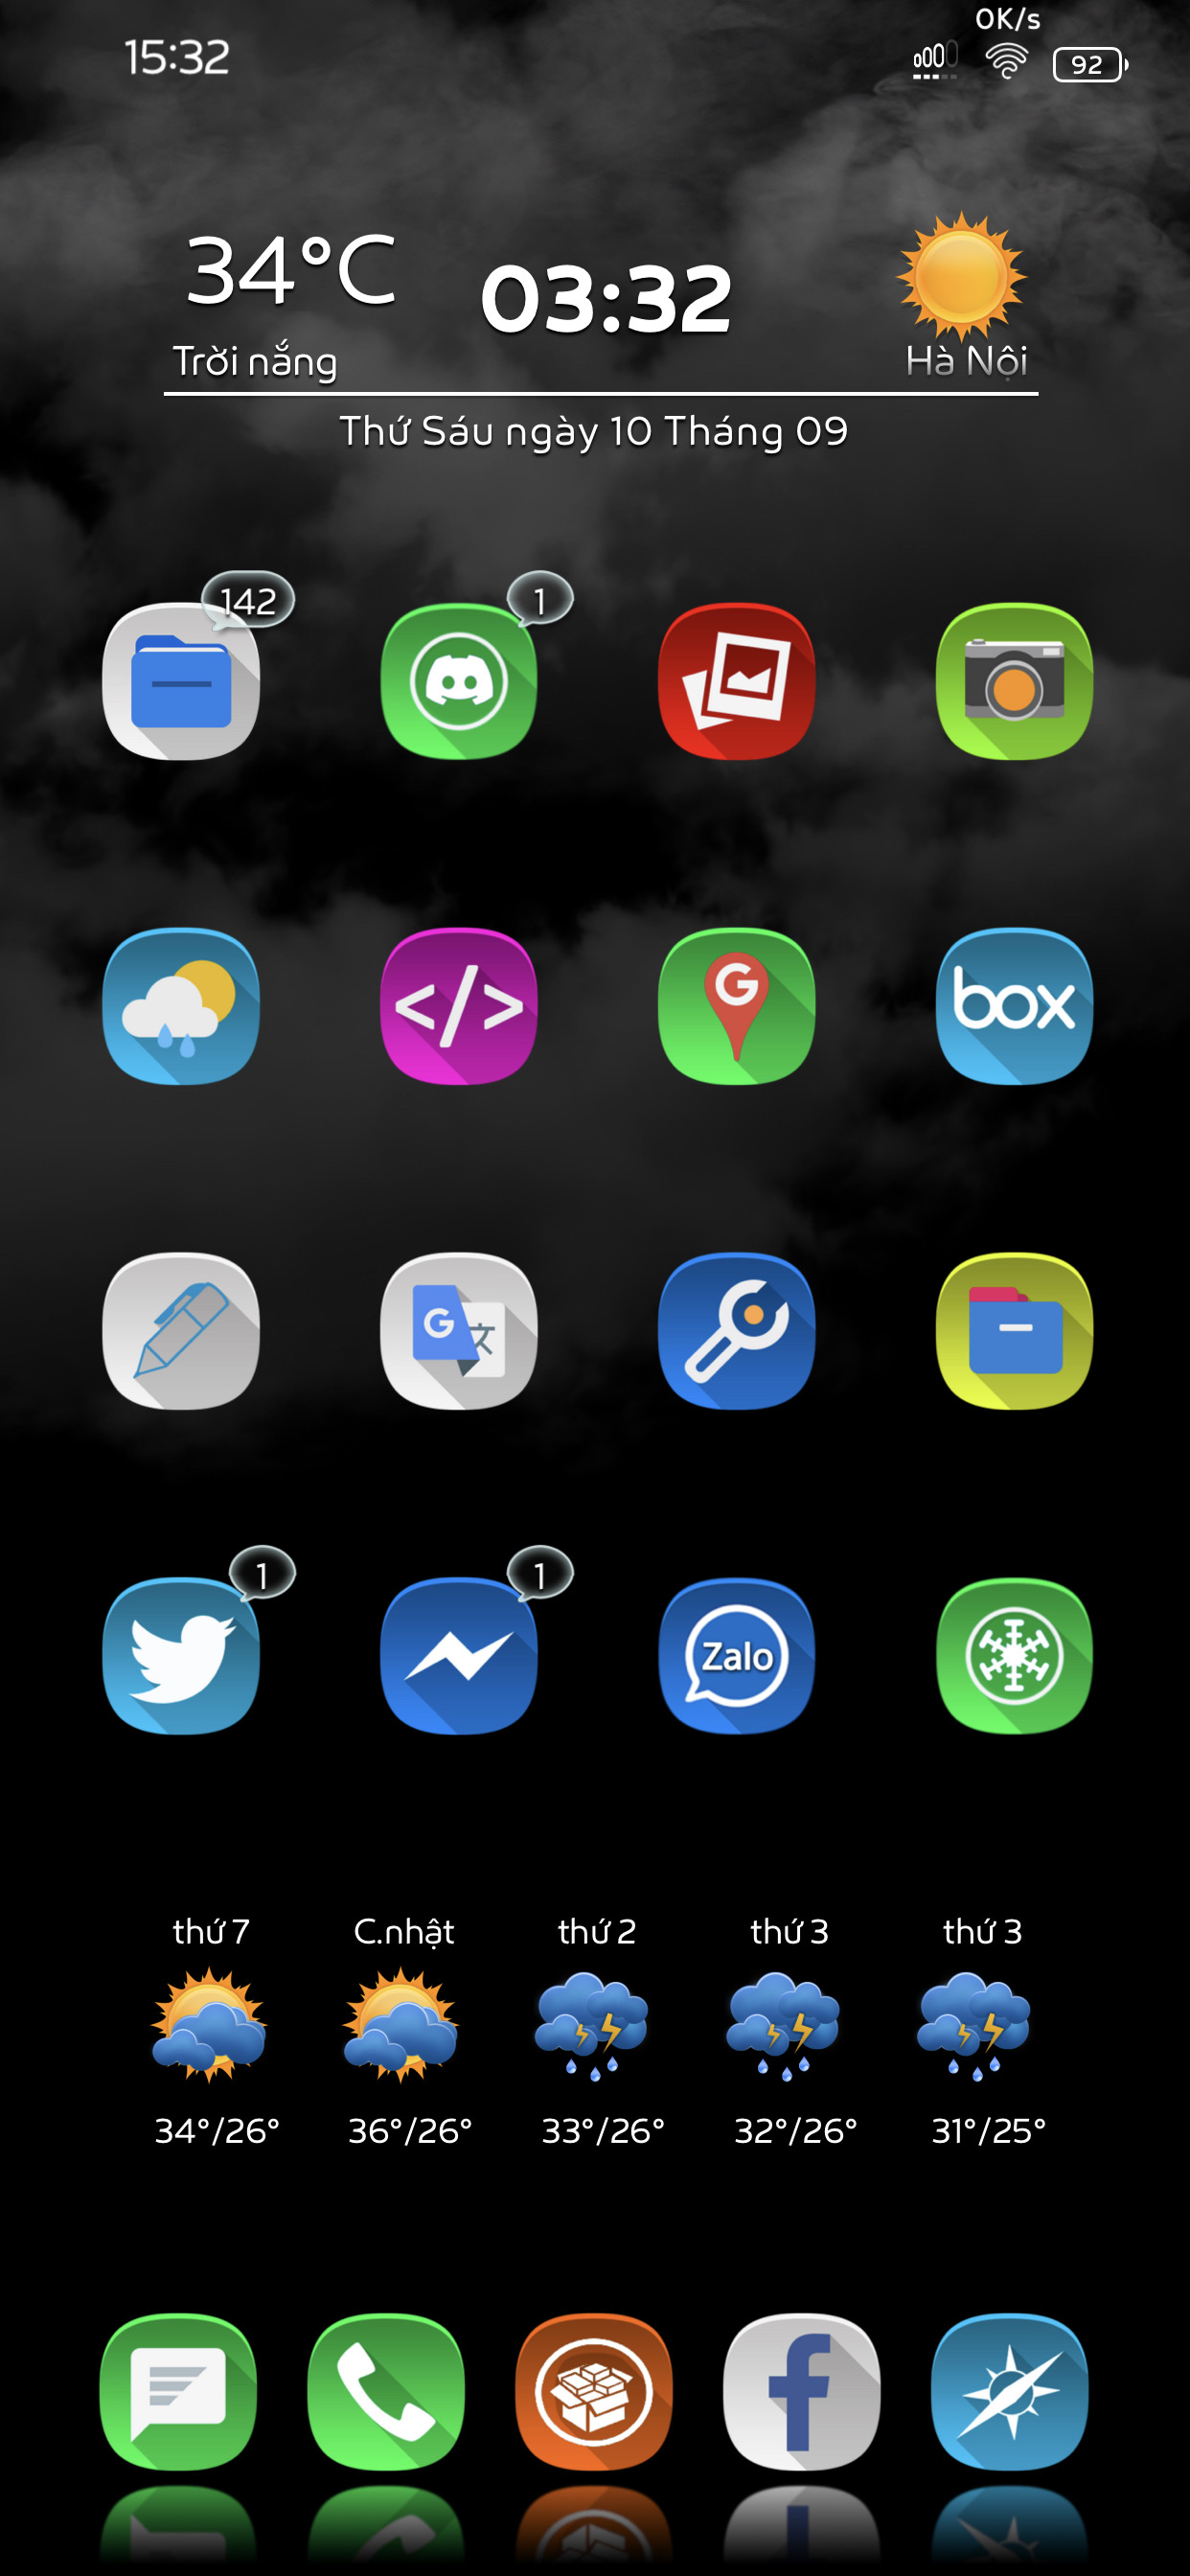 0K/s
15:32
92
34°C
03:32
Trời nắng
Hà Nội
Thứ Sáu ngày 10 Tháng 09
142
1
G
box
G 文
1
1
Zalo
thứ 7 C.nhật thứ 2 thứ 3 thứ 3
34°/26° 36°/26° 33°/26° 32°/26° 31°/25°